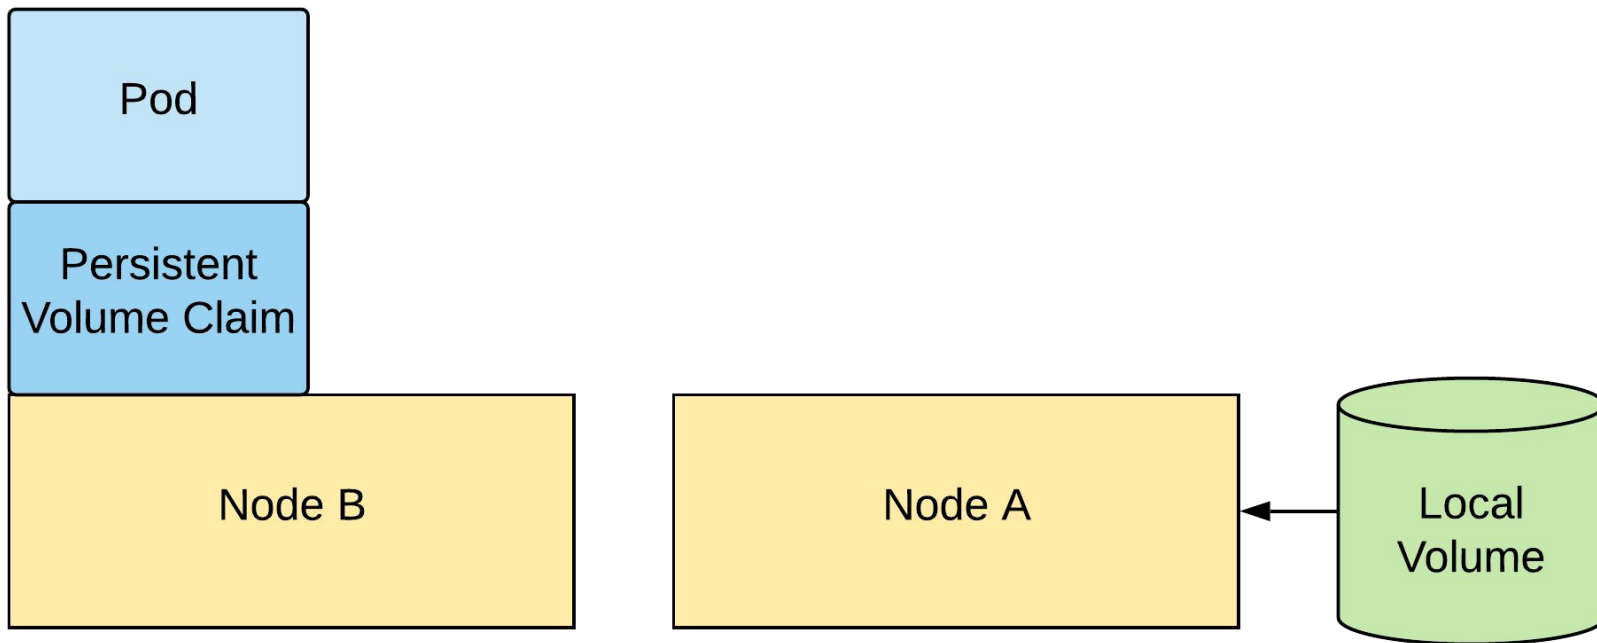 Pod
Persistent
Volume Claim
Node B
Node A
Local
Volume